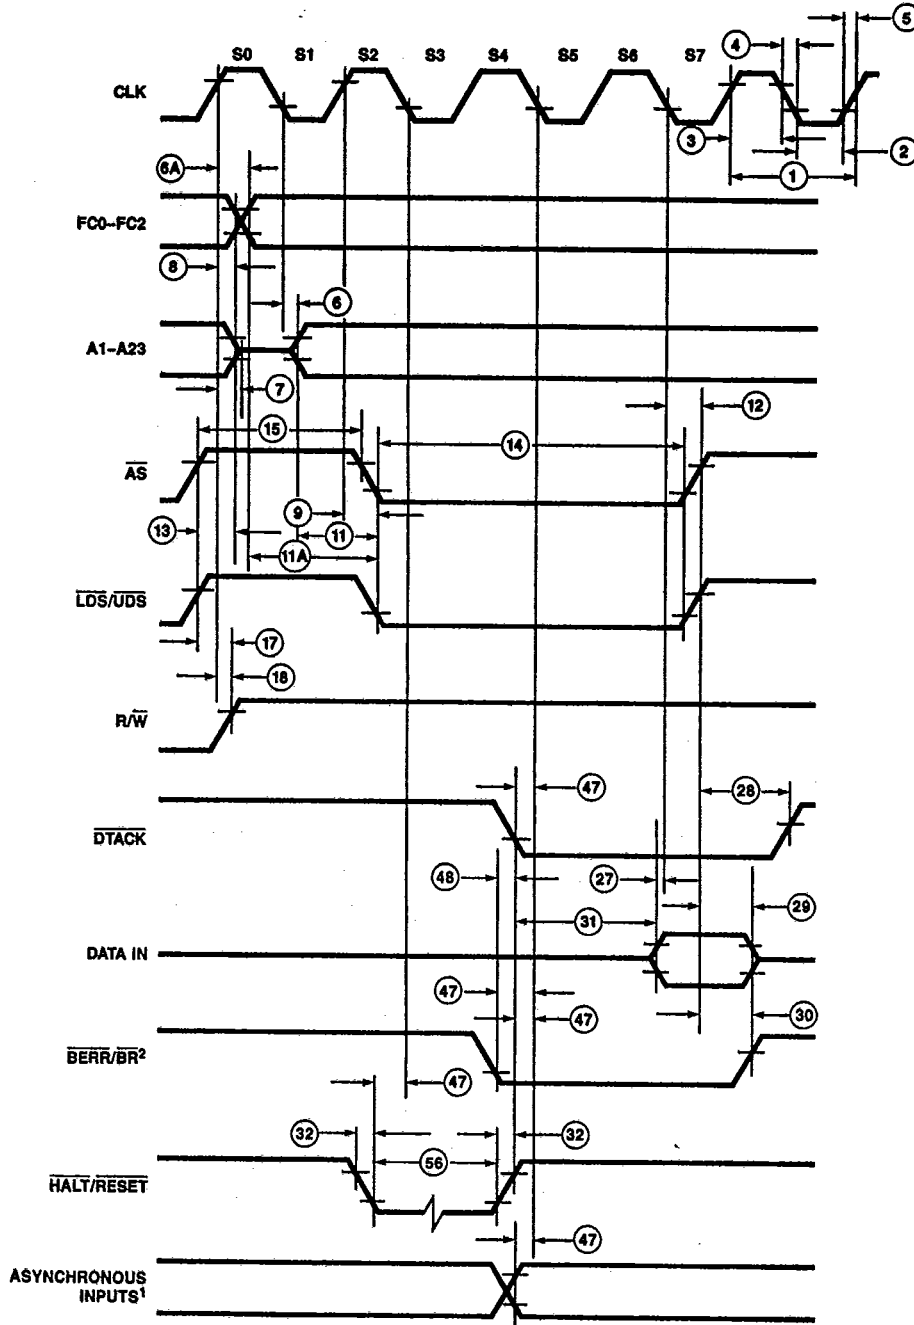 5
S0 S1 S2 S3 S4 S5 S6 S7 4
CLK
3 2
6A 1
FC0–FC2
8
6
A1–A23
7
12
15
14
AS
9
13 11
11A
LDS/UDS
17
18
R/W
47 28
DTACK
48 27
29
31
DATA IN
47
47 30
BERR/BR²
47
32 32
56
HALT/RESET
47
ASYNCHRONOUS
INPUTS¹